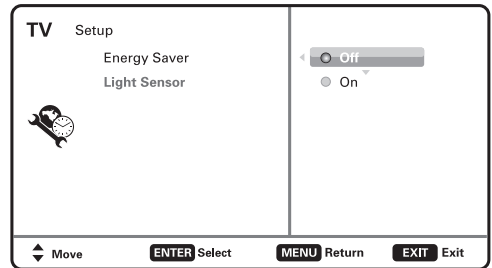 TV Setup
Energy Saver
Light Sensor
Off
On
Move ENTER Select MENU Return EXIT Exit